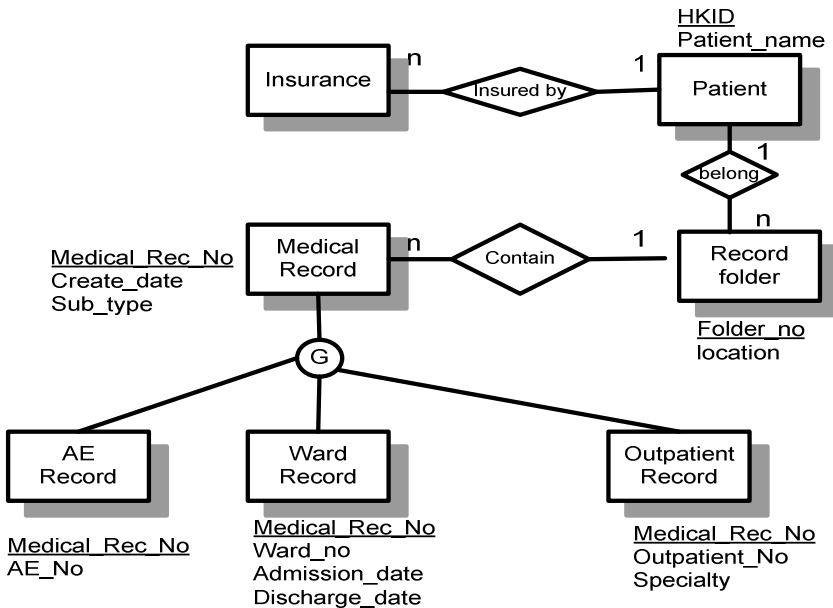 HKID
Patient_name
Insurance
n
Insured by
1
Patient
1
belong
n
Medical_Rec_No
Create_date
Sub_type
Medical
Record
n
Contain
1
Record
folder
Folder_no
location
G
AE
Record
Ward
Record
Outpatient
Record
Medical_Rec_No
AE_No
Medical_Rec_No
Ward_no
Admission_date
Discharge_date
Medical_Rec_No
Outpatient_No
Specialty